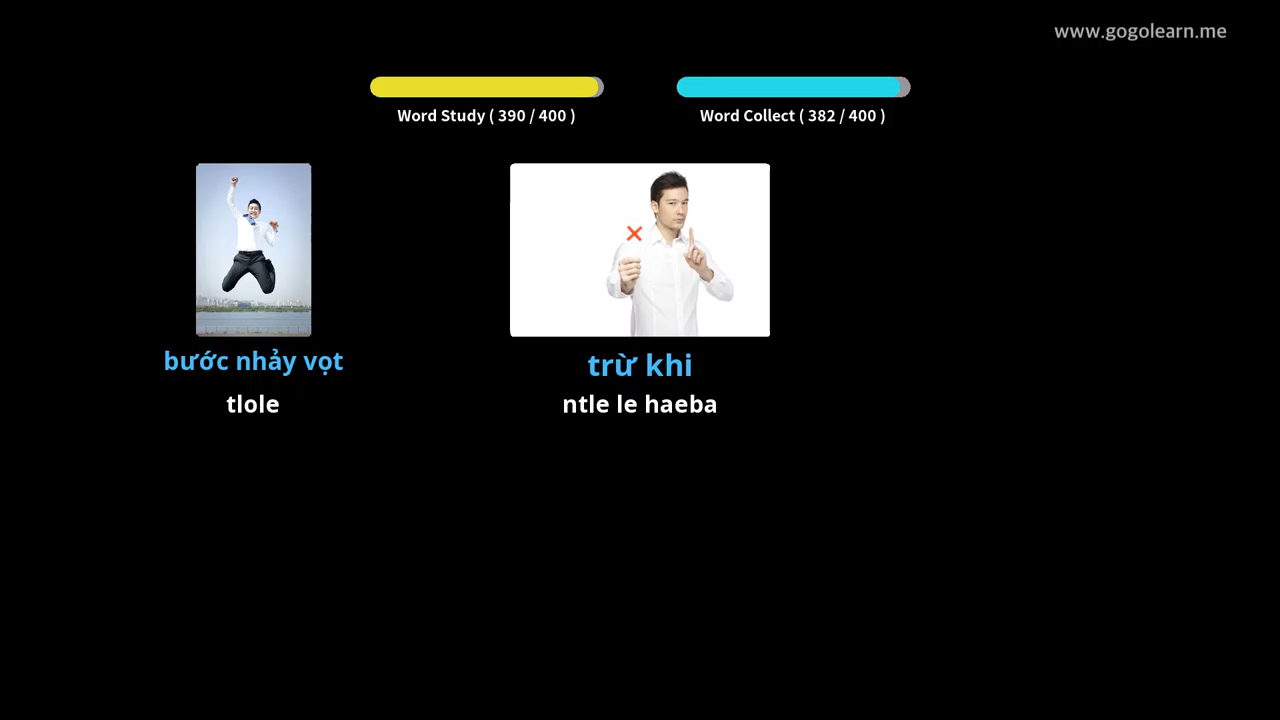 www.gogolearn.me
Word Study ( 390 / 400 )
Word Collect ( 382 / 400 )
bước nhảy vọt
trừ khi
tlole
ntle le haeba